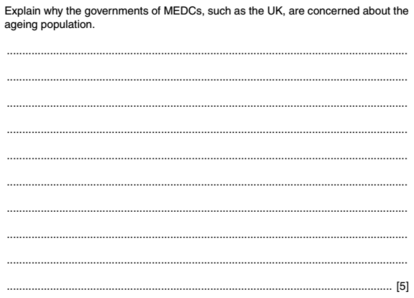 Explain why the governments of MEDCs, such as the UK, are concerned about the
ageing population.
[5]